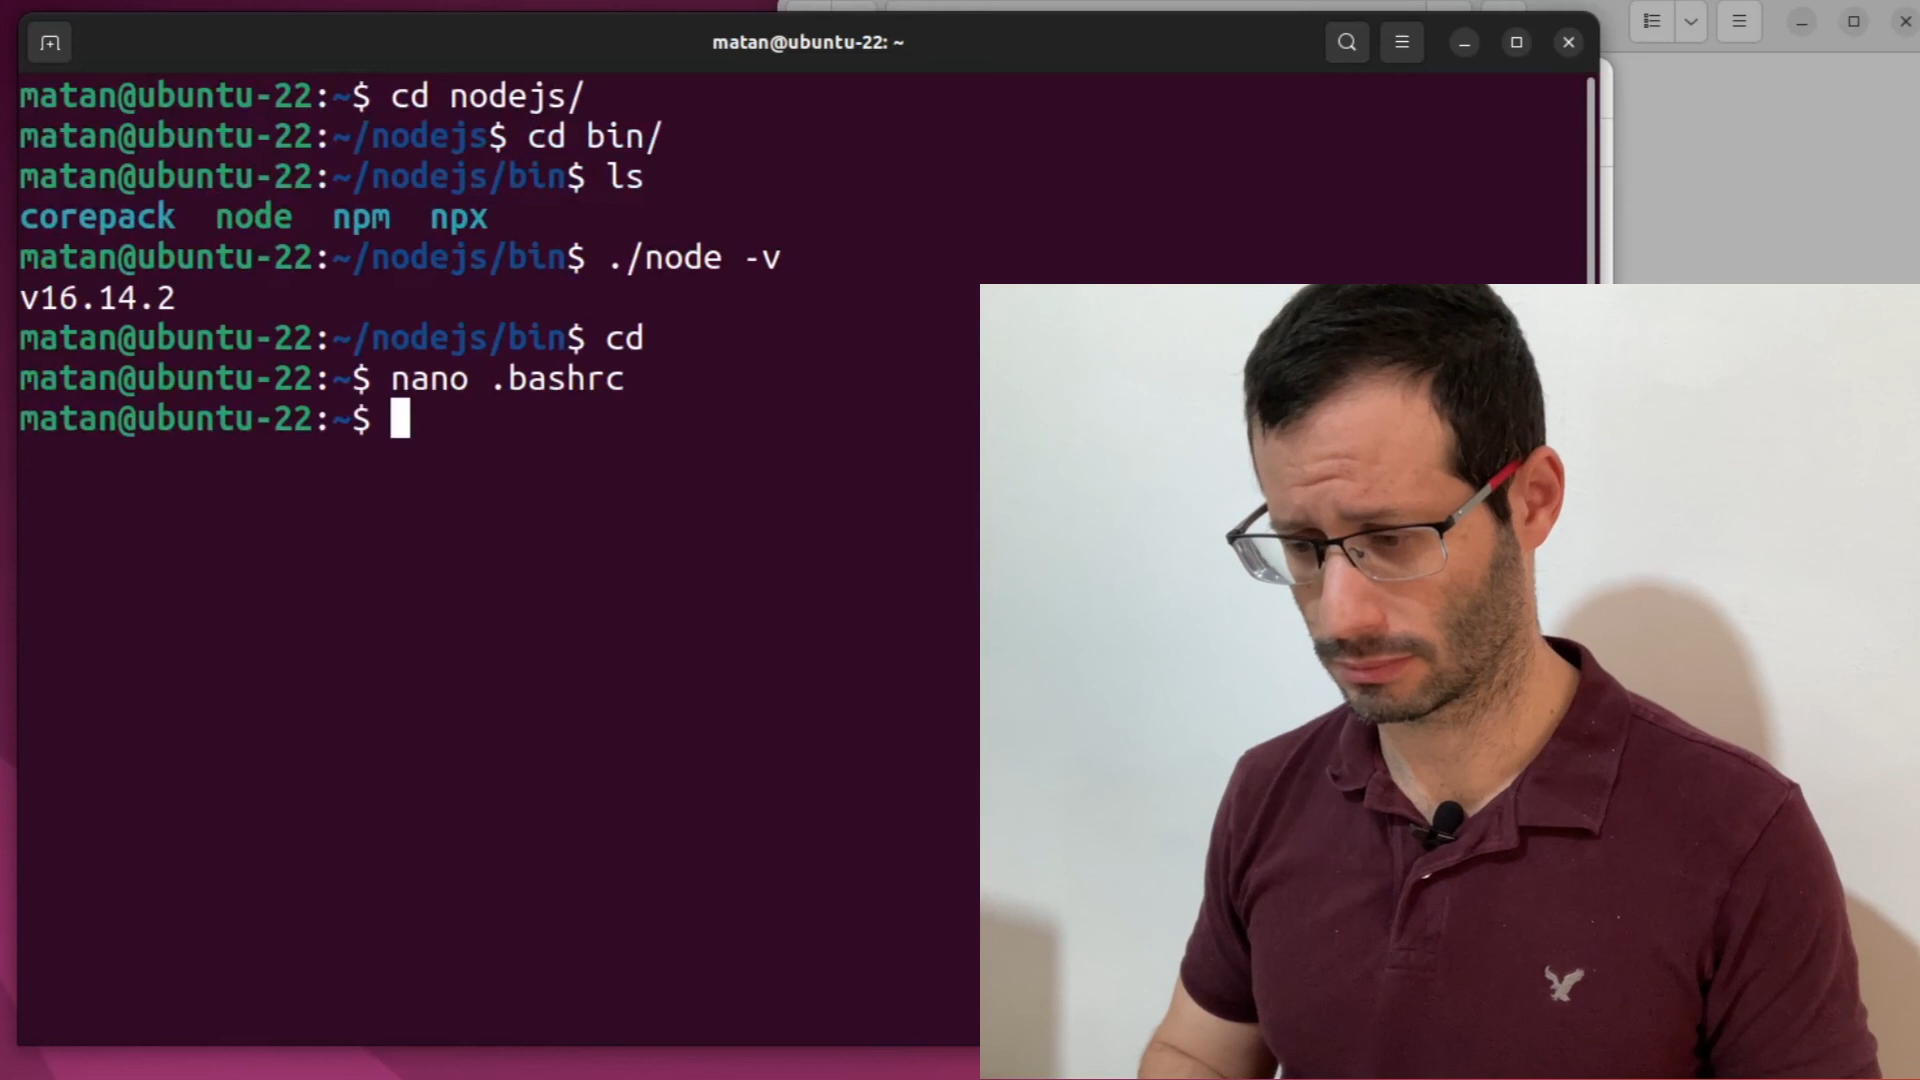 matan@ubuntu-22: ~
matan@ubuntu-22:~$ cd nodejs/
matan@ubuntu-22:~/nodejs$ cd bin/
matan@ubuntu-22:~/nodejs/bin$ ls
corepack node npm npx
matan@ubuntu-22:~/nodejs/bin$ ./node -v
v16.14.2
matan@ubuntu-22:~/nodejs/bin$ cd
matan@ubuntu-22:~$ nano .bashrc
matan@ubuntu-22:~$